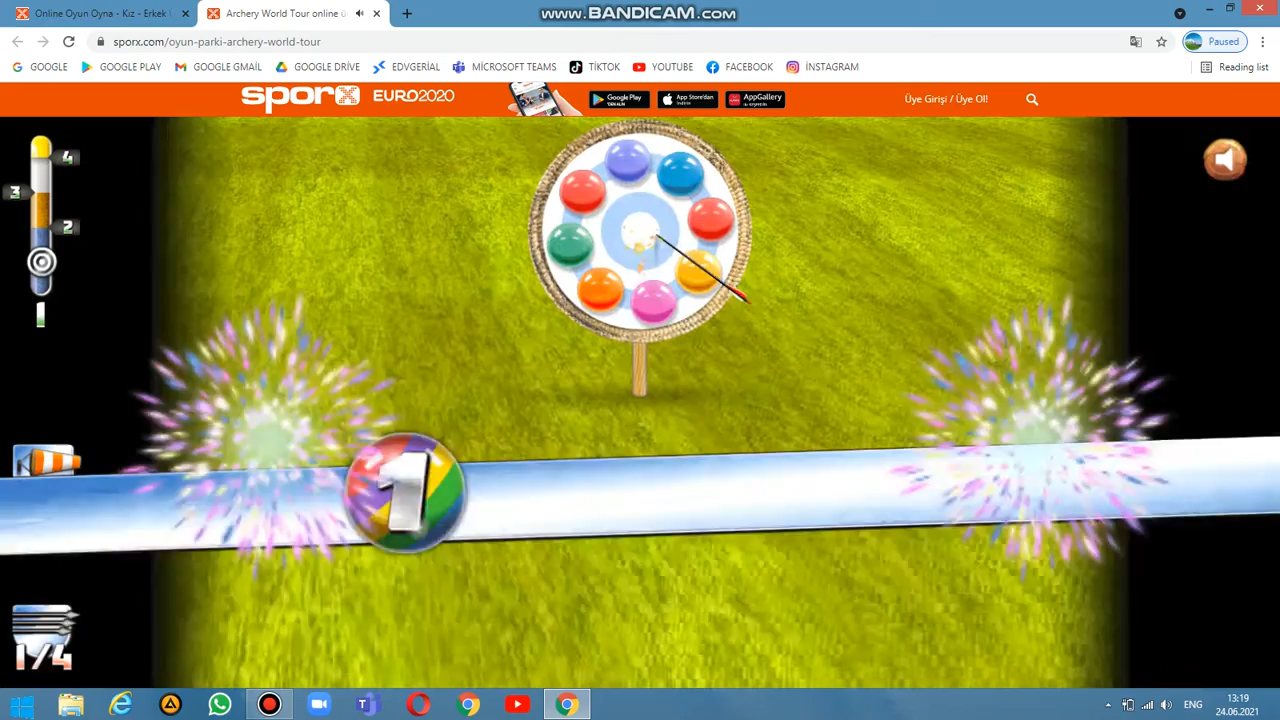 www.BANDICAM.com
Online Oyun Oyna - Kız - Erkek
Archery World Tour online ü
sporx.com/oyun-parki-archery-world-tour
Paused
GOOGLE
GOOGLE PLAY
GOOGLE GMAİL
GOOGLE DRİVE
EDVGERİAL
MİCROSOFT TEAMS
TİKTOK
YOUTUBE
FACEBOOK
İNSTAGRAM
Reading list
sporx
EURO2020
Google Play
App Store'dan
AppGallery
Üye Girişi / Üye Ol!
4
3
2
1
1
1/4
ENG
13:19
24.06.2021